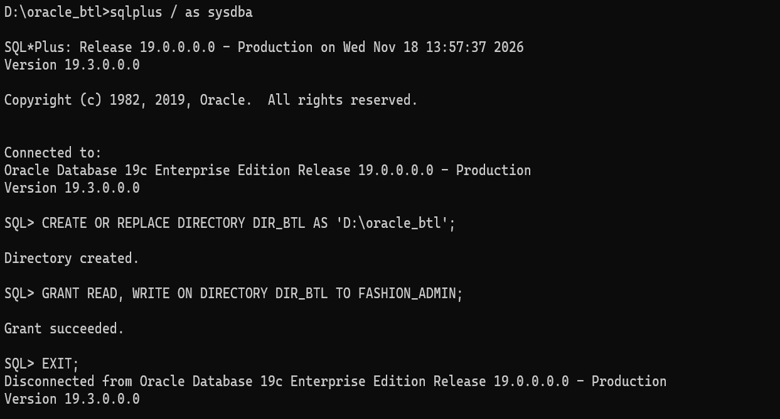 D:\oracle_btl>sqlplus / as sysdba
SQL*Plus: Release 19.0.0.0.0 - Production on Wed Nov 18 13:57:37 2026
Version 19.3.0.0.0
Copyright (c) 1982, 2019, Oracle.  All rights reserved.
Connected to:
Oracle Database 19c Enterprise Edition Release 19.0.0.0.0 - Production
Version 19.3.0.0.0
SQL> CREATE OR REPLACE DIRECTORY DIR_BTL AS 'D:\oracle_btl';
Directory created.
SQL> GRANT READ, WRITE ON DIRECTORY DIR_BTL TO FASHION_ADMIN;
Grant succeeded.
SQL> EXIT;
Disconnected from Oracle Database 19c Enterprise Edition Release 19.0.0.0.0 - Production
Version 19.3.0.0.0